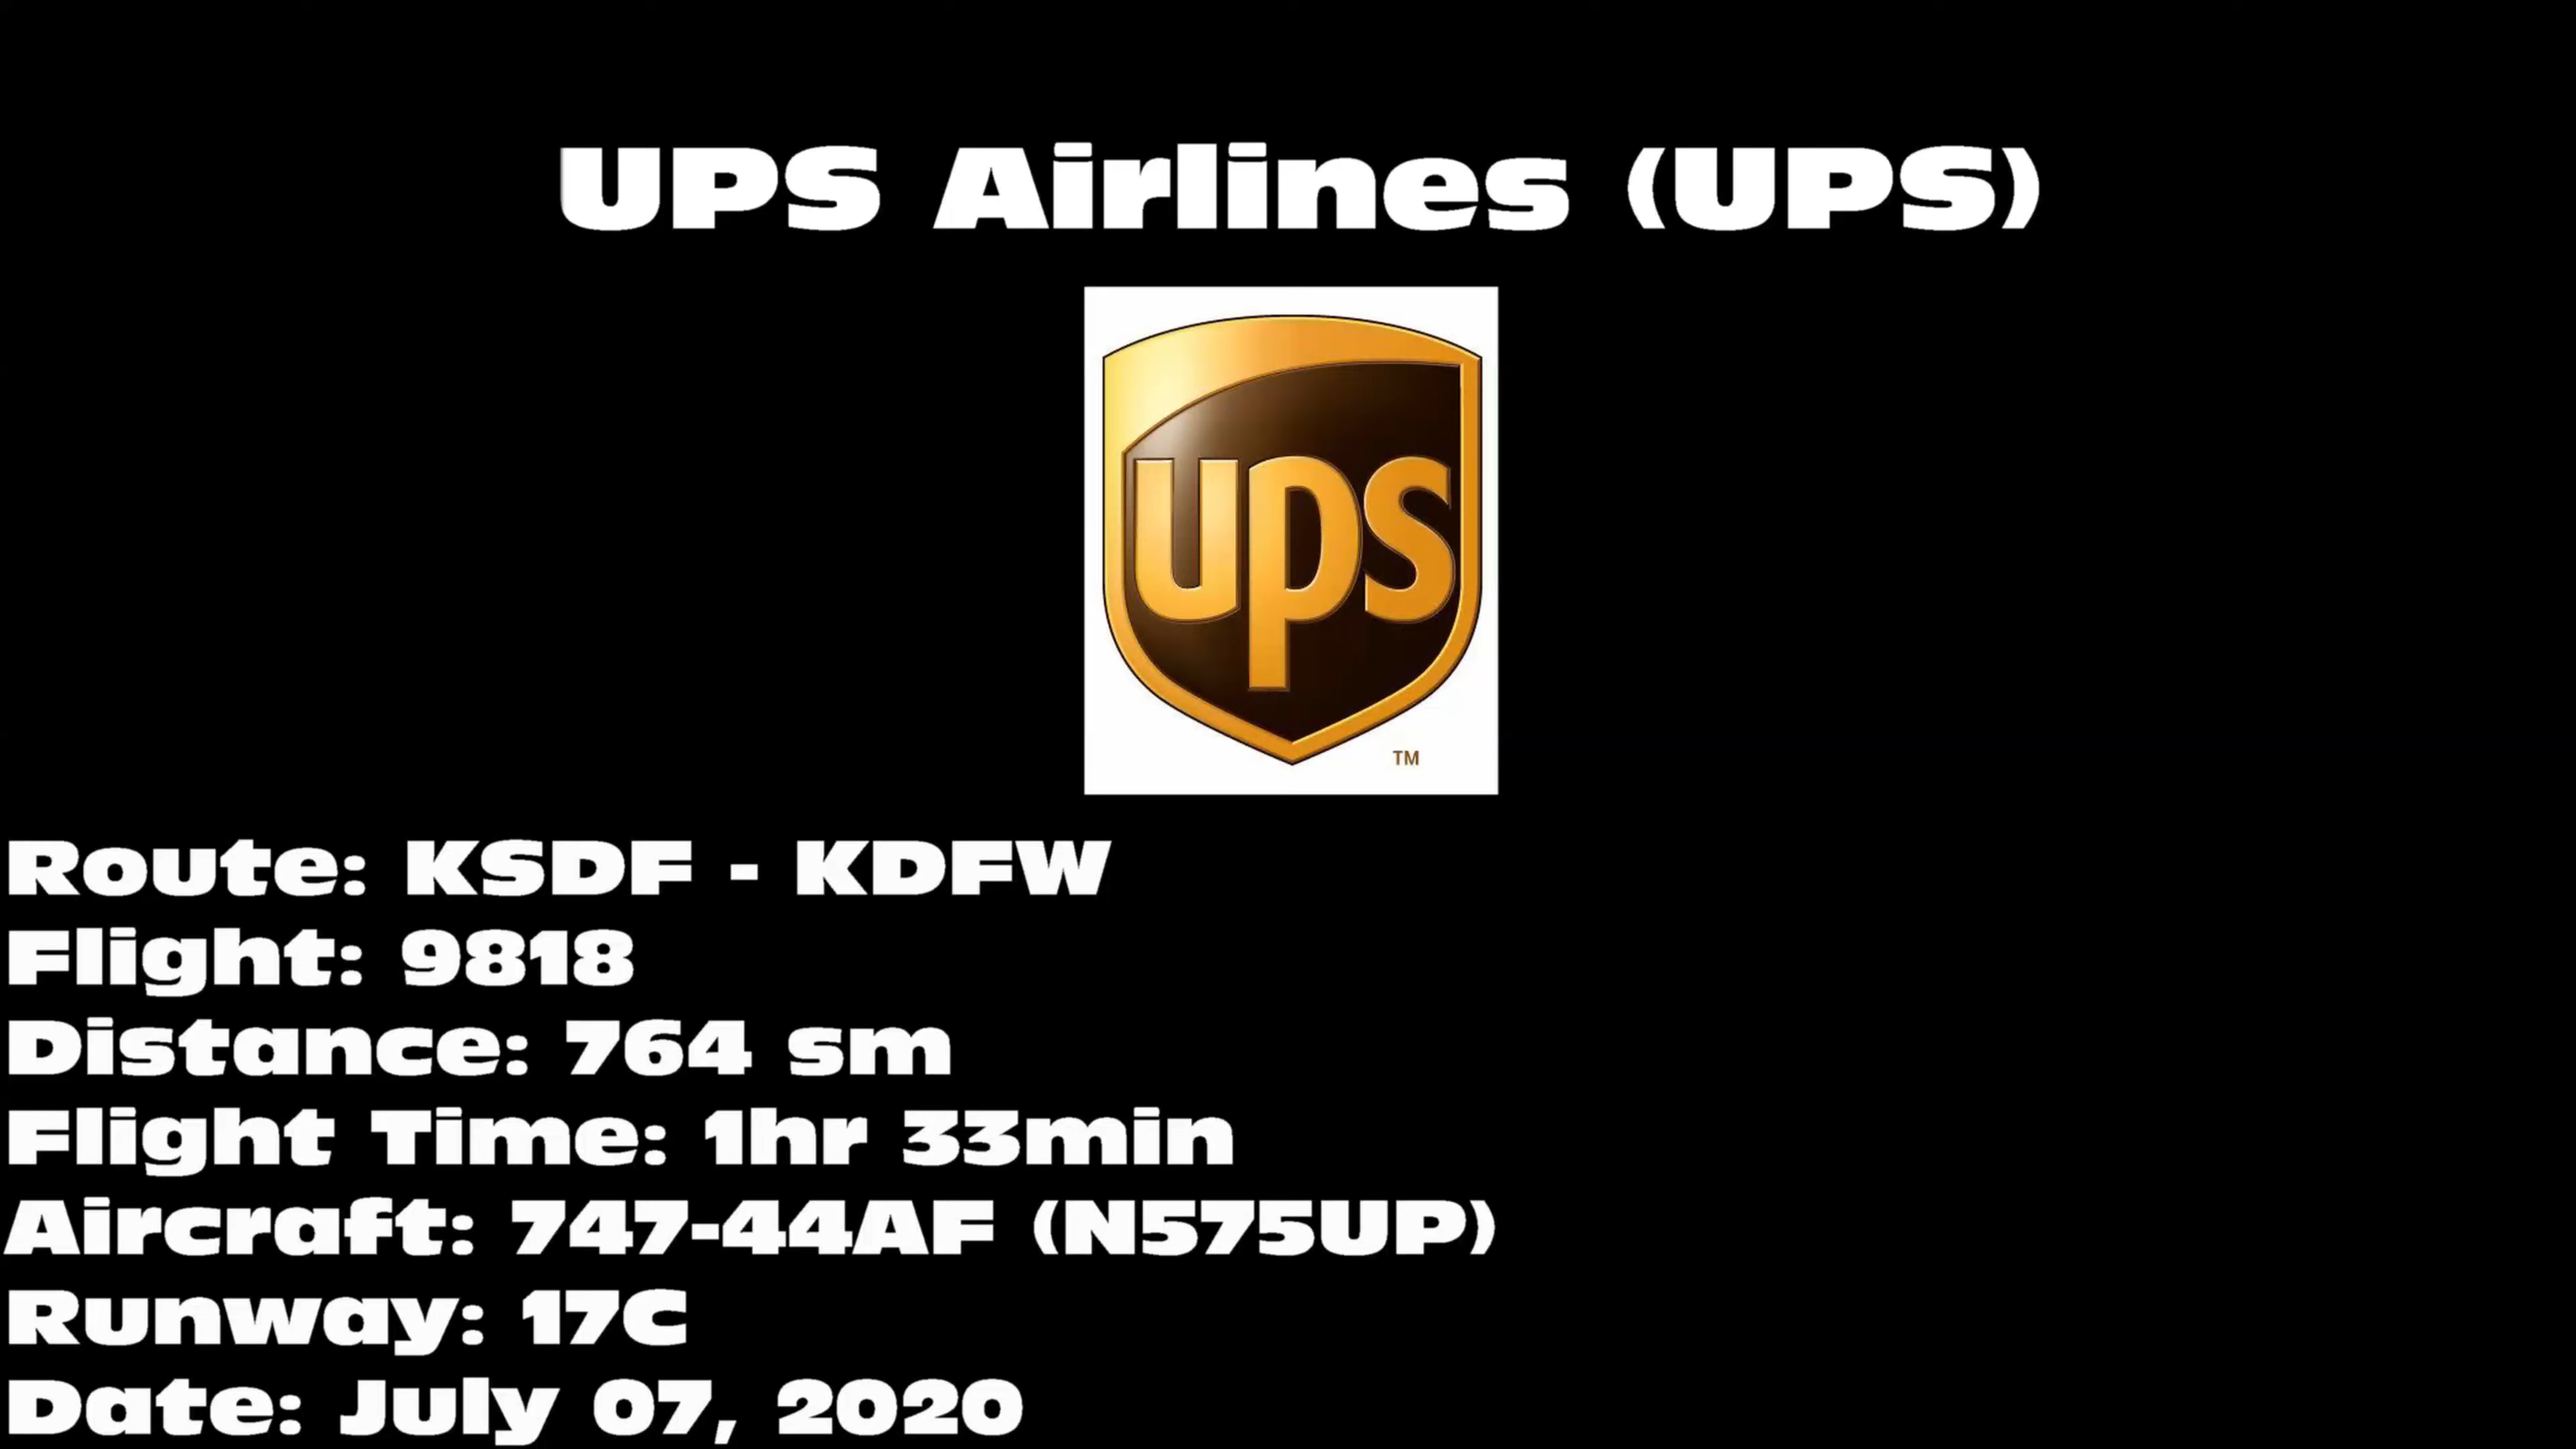 UPS Airlines (UPS)
ups
TM
Route: KSDF - KDFW
Flight: 9818
Distance: 764 sm
Flight Time: 1hr 33min
Aircraft: 747-44AF (N575UP)
Runway: 17C
Date: July 07, 2020